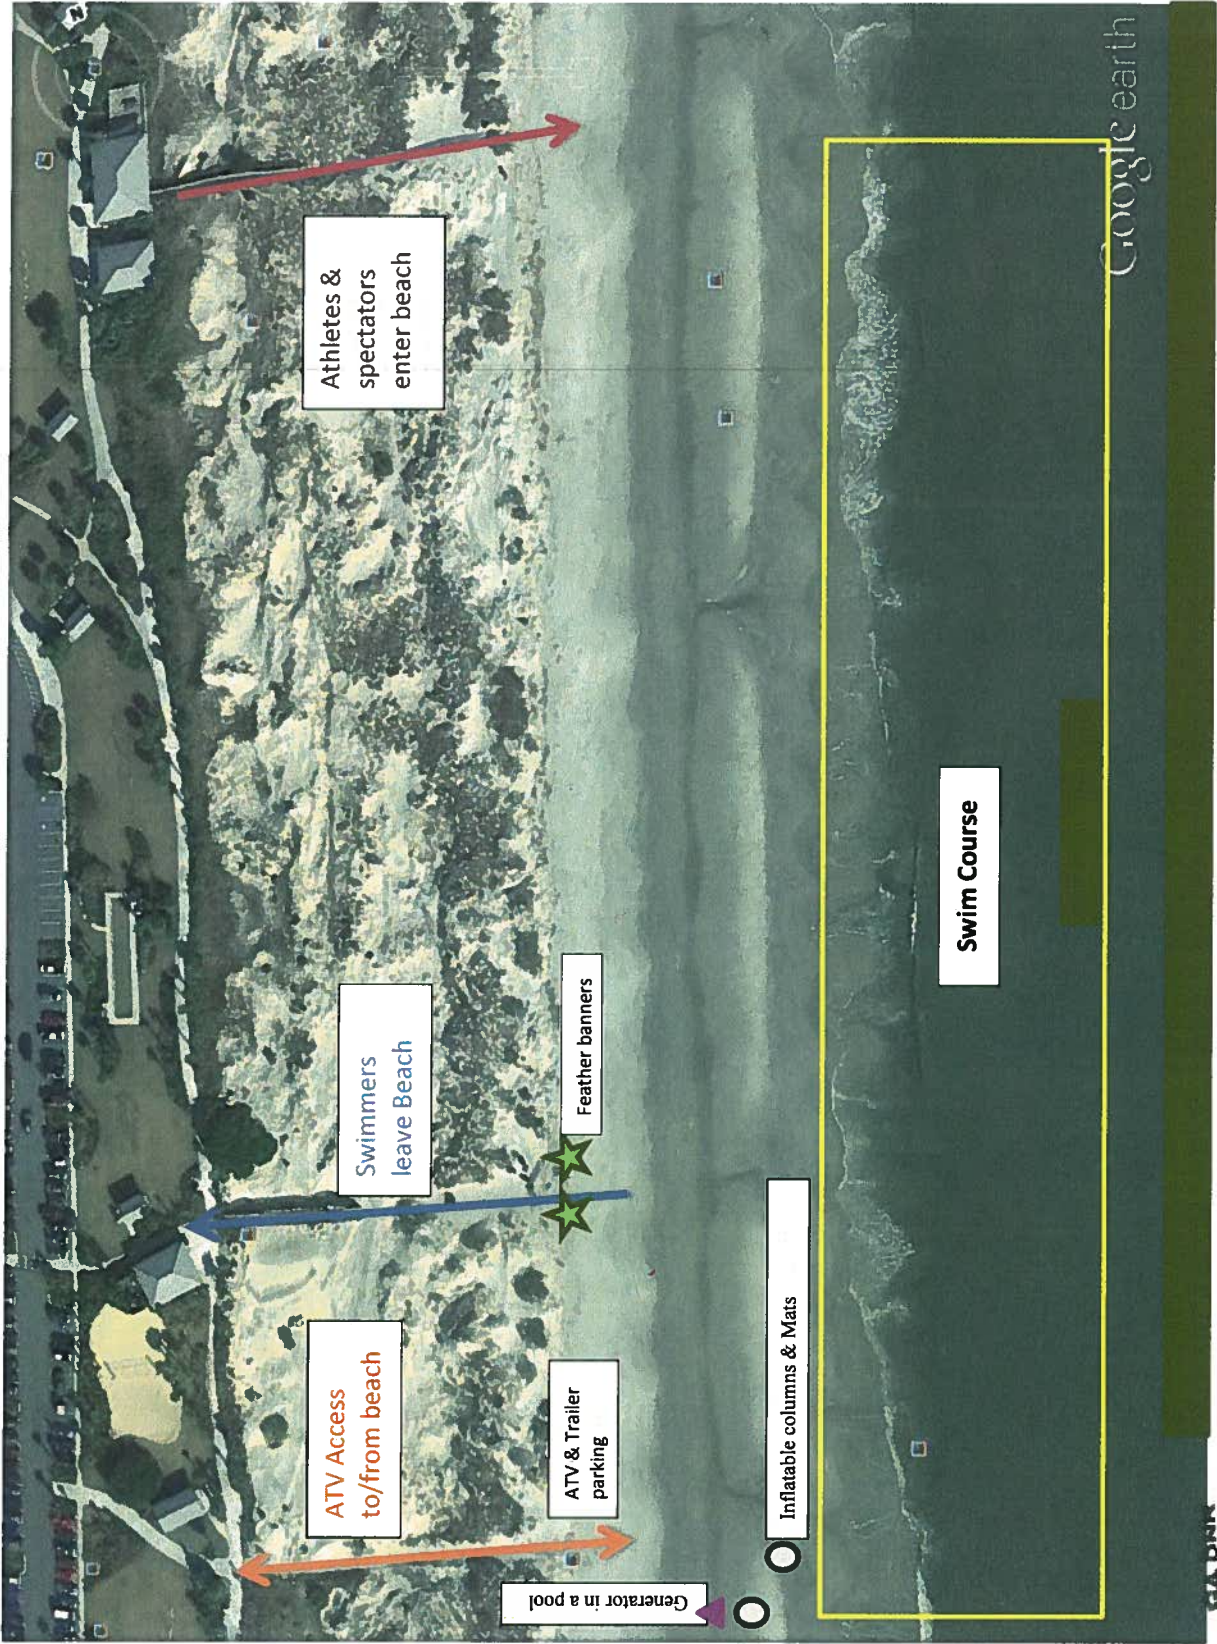 Athletes &
spectators
enter beach
Swimmers
leave Beach
Feather banners
ATV Access
to/from beach
ATV & Trailer
parking
Generator in a pool
Inflatable columns & Mats
Swim Course
Google earth
N